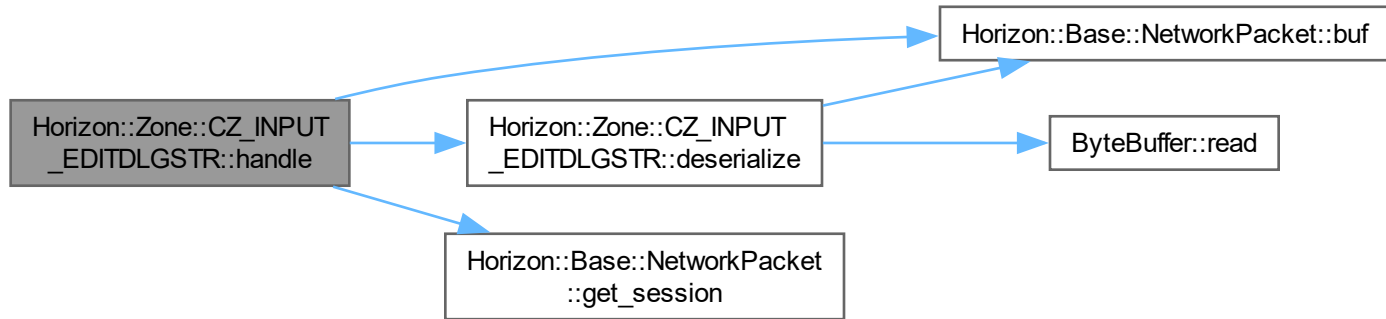 Horizon::Zone::CZ_INPUT
_EDITDLGSTR::handle
Horizon::Base::NetworkPacket::buf
Horizon::Zone::CZ_INPUT
_EDITDLGSTR::deserialize
ByteBuffer::read
Horizon::Base::NetworkPacket
::get_session